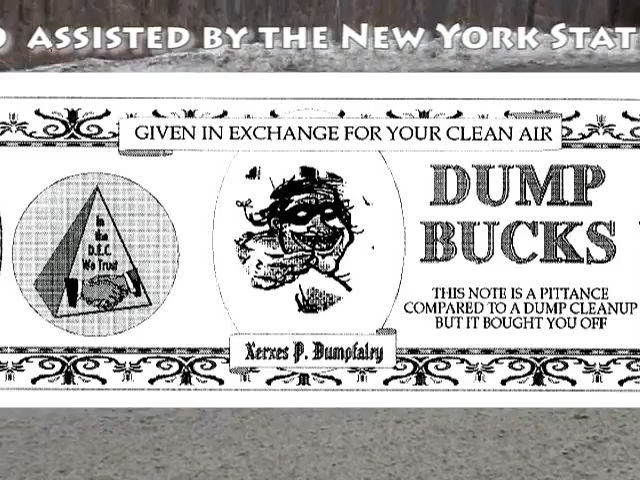 ASSISTED BY THE NEW YORK STAT
GIVEN IN EXCHANGE FOR YOUR CLEAN AIR
In
the
D.E.C.
We Trust
DUMP
BUCKS
THIS NOTE IS A PITTANCE
COMPARED TO A DUMP CLEANUP
BUT IT BOUGHT YOU OFF
Xerxes P. Dumpfalry